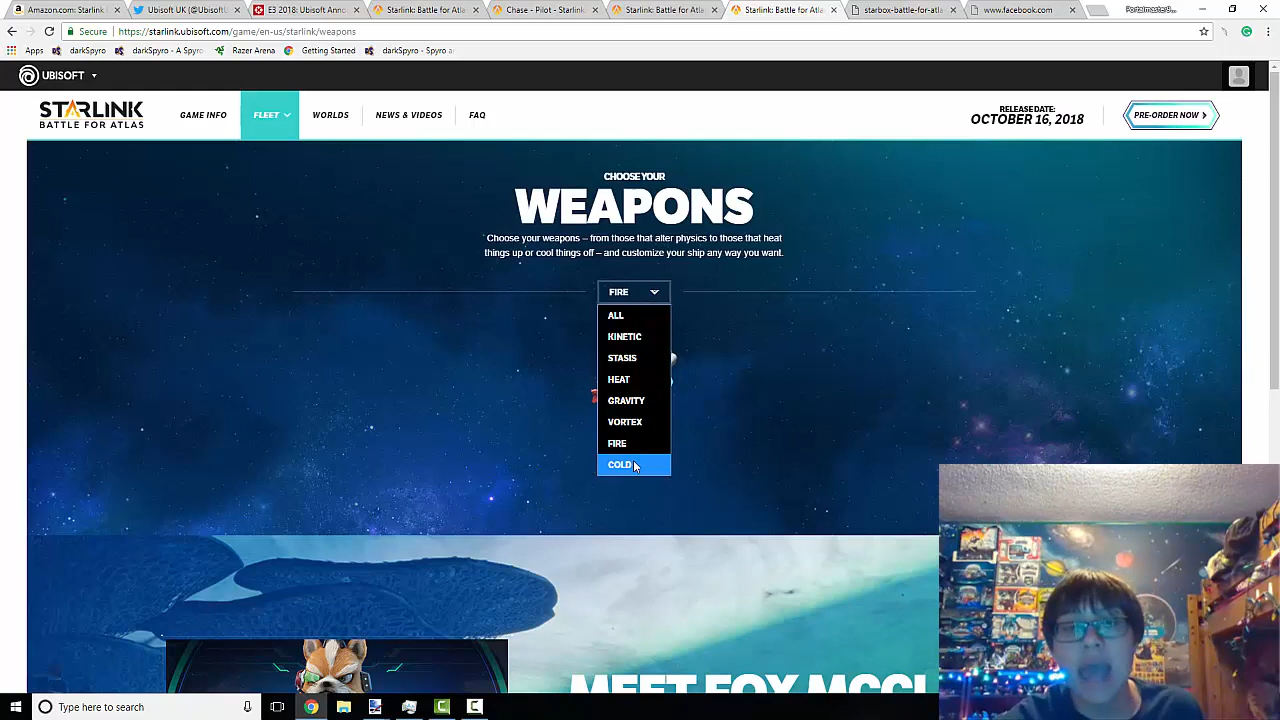 Amazon.com: Starlink
Ubisoft UK (@UbisoftU
E3 2018: Ubisoft Anno
Starlink: Battle for Atla
Chase - Pilot - Starlink
Starlink: Battle for Atla
Starlink: Battle for Atla
starbox-battle-for-atla
www.facebook.com
Secure
https://starlink.ubisoft.com/game/en-us/starlink/weapons
Apps
darkSpyro
darkSpyro - A Spyro
Razer Arena
Getting Started
darkSpyro - Spyro a
UBISOFT
STARLINK
BATTLE FOR ATLAS
GAME INFO
FLEET
WORLDS
NEWS & VIDEOS
FAQ
RELEASE DATE:
OCTOBER 16, 2018
PRE-ORDER NOW
CHOOSE YOUR
WEAPONS
Choose your weapons – from those that alter physics to those that heat
things up or cool things off – and customize your ship any way you want.
FIRE
ALL
KINETIC
STASIS
HEAT
GRAVITY
VORTEX
FIRE
COLD
MEET FOX MCCL
Type here to search